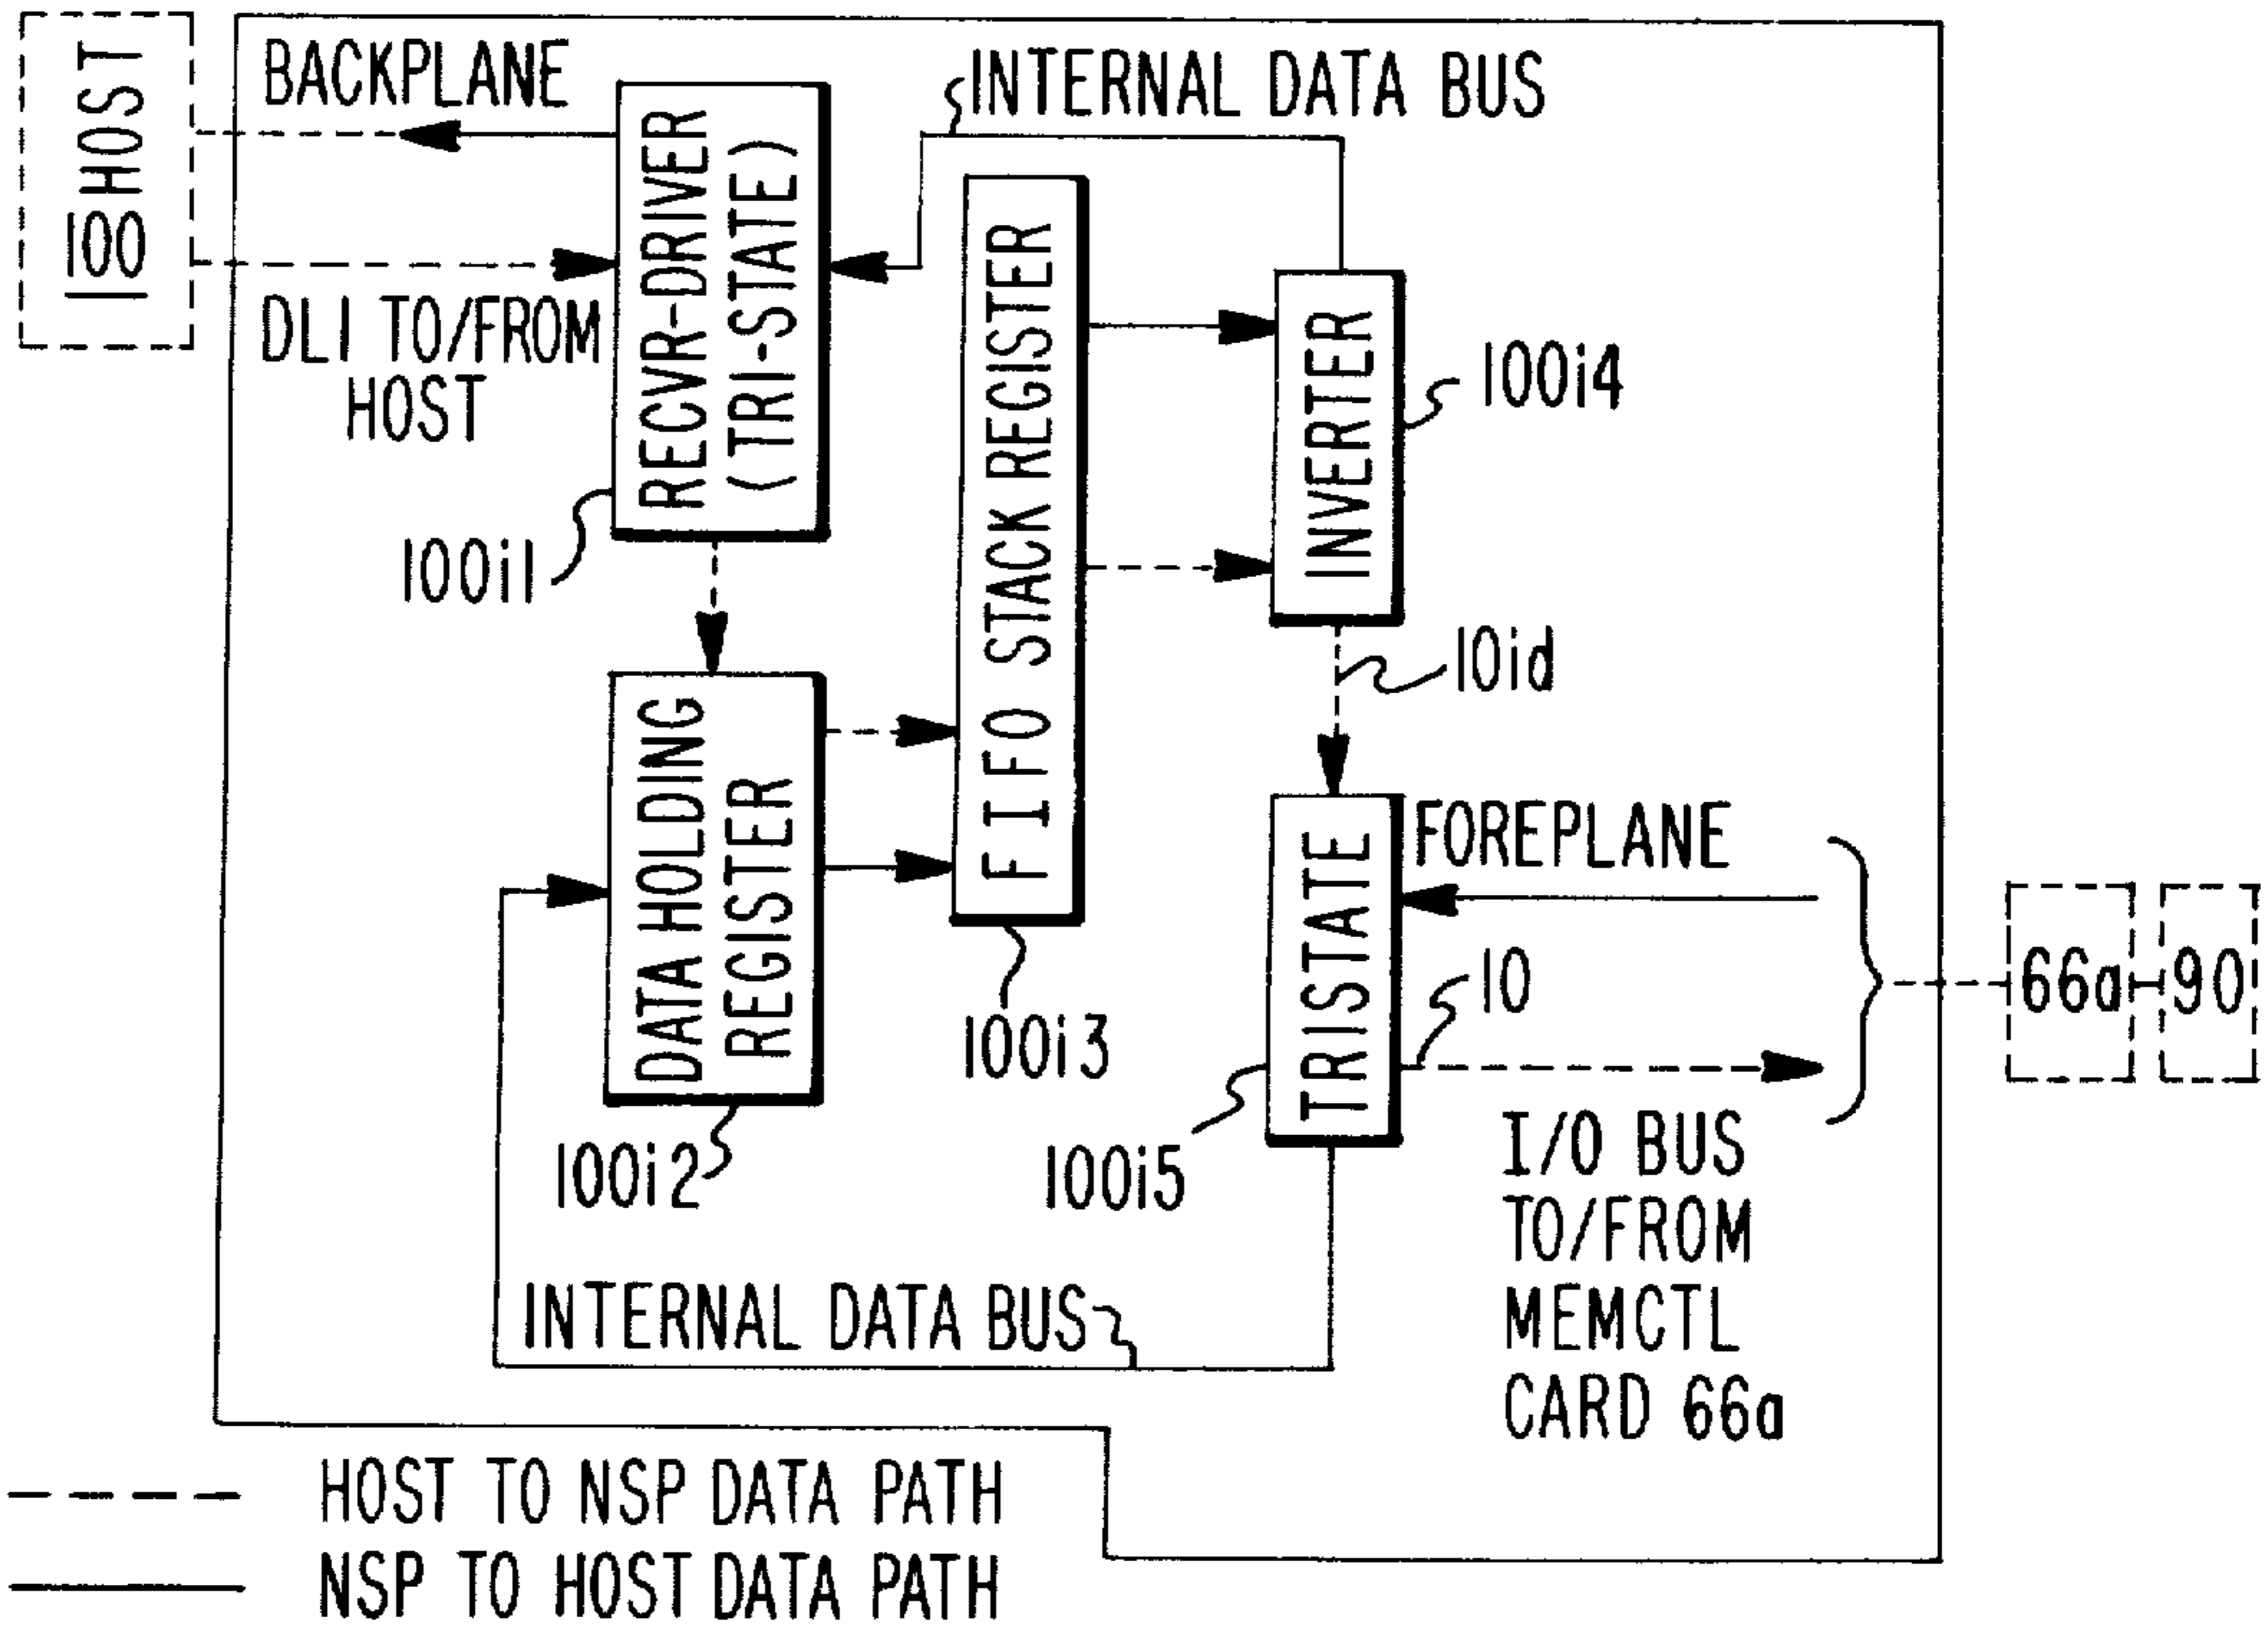 HOST
100
BACKPLANE
INTERNAL DATA BUS
DLI TO/FROM
HOST
RECVR-DRIVER
(TRI-STATE)
100i1
FIFO STACK REGISTER
INVERTER
100i4
10id
DATA HOLDING
REGISTER
100i2
100i3
TRISTATE
100i5
FOREPLANE
10
66a
90
I/O BUS
TO/FROM
MEMCTL
CARD 66a
INTERNAL DATA BUS
HOST TO NSP DATA PATH
NSP TO HOST DATA PATH